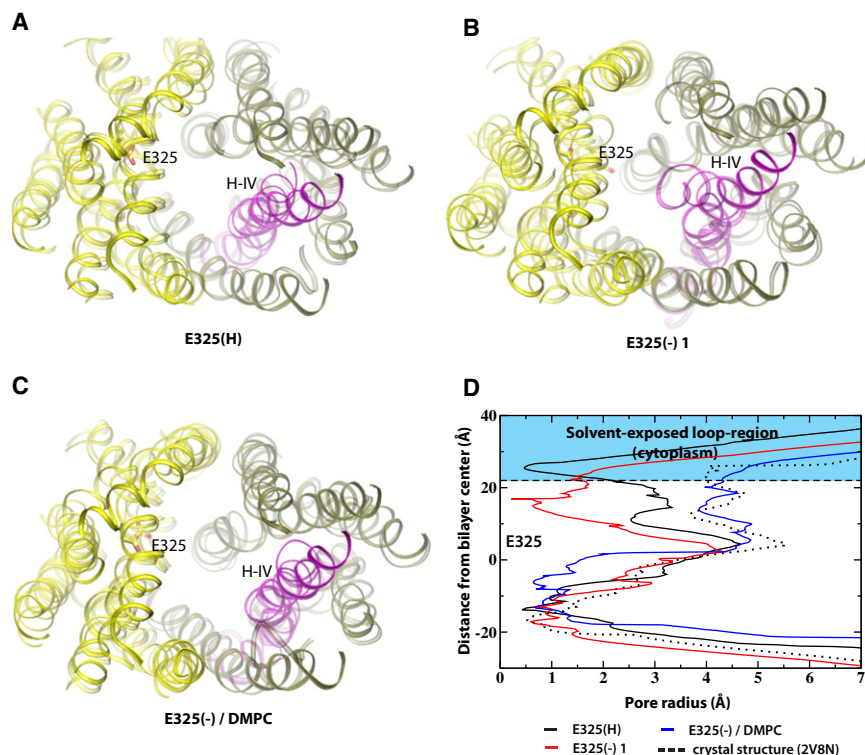 A
E325
H-IV
E325(H)
B
E325
H-IV
E325(-) 1
C
E325
H-IV
E325(-) / DMPC
D
Solvent-exposed loop-region
(cytoplasm)
E325
Distance from bilayer center (Å)
40
20
0
-20
0 1 2 3 4 5 6 7
Pore radius (Å)
E325(H)
E325(-) / DMPC
E325(-) 1
crystal structure (2V8N)